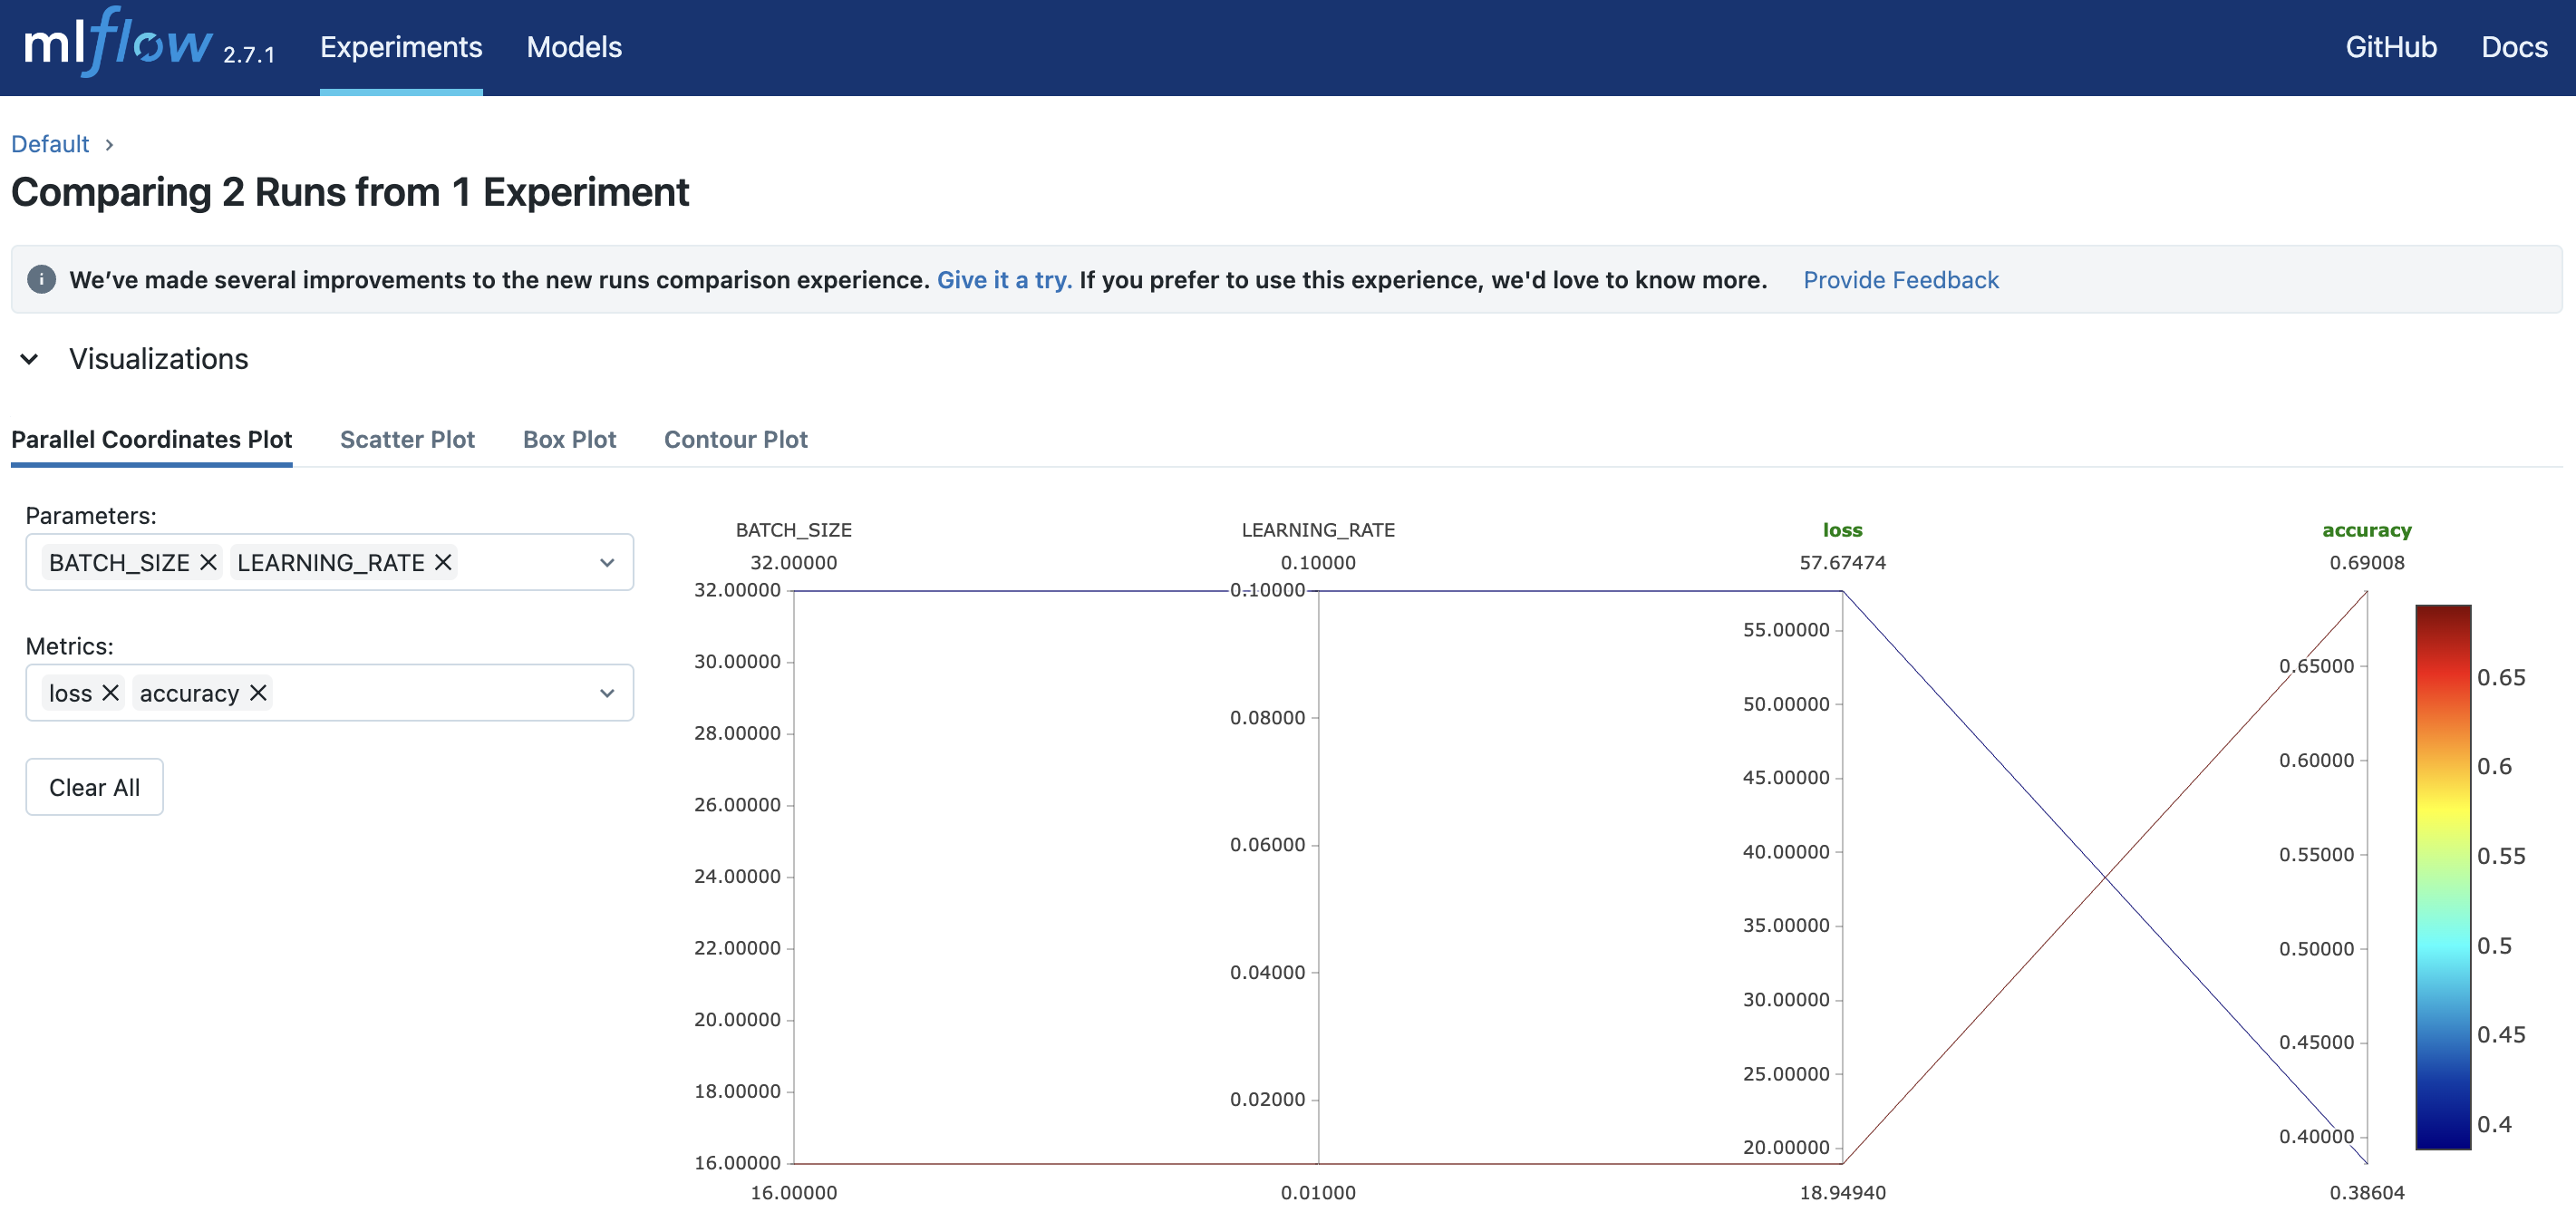 mlflow 2.7.1 Experiments Models GitHub Docs
Default
Comparing 2 Runs from 1 Experiment
We’ve made several improvements to the new runs comparison experience. Give it a try. If you prefer to use this experience, we'd love to know more. Provide Feedback
Visualizations
Parallel Coordinates Plot Scatter Plot Box Plot Contour Plot
Parameters:
BATCH_SIZE LEARNING_RATE
Metrics:
loss accuracy
Clear All
BATCH_SIZE
32.00000
32.00000
30.00000
28.00000
26.00000
24.00000
22.00000
20.00000
18.00000
16.00000
16.00000
LEARNING_RATE
0.10000
0.10000
0.08000
0.06000
0.04000
0.02000
0.01000
loss
57.67474
55.00000
50.00000
45.00000
40.00000
35.00000
30.00000
25.00000
20.00000
18.94940
accuracy
0.69008
0.65000
0.60000
0.55000
0.50000
0.45000
0.40000
0.38604
0.65
0.6
0.55
0.5
0.45
0.4